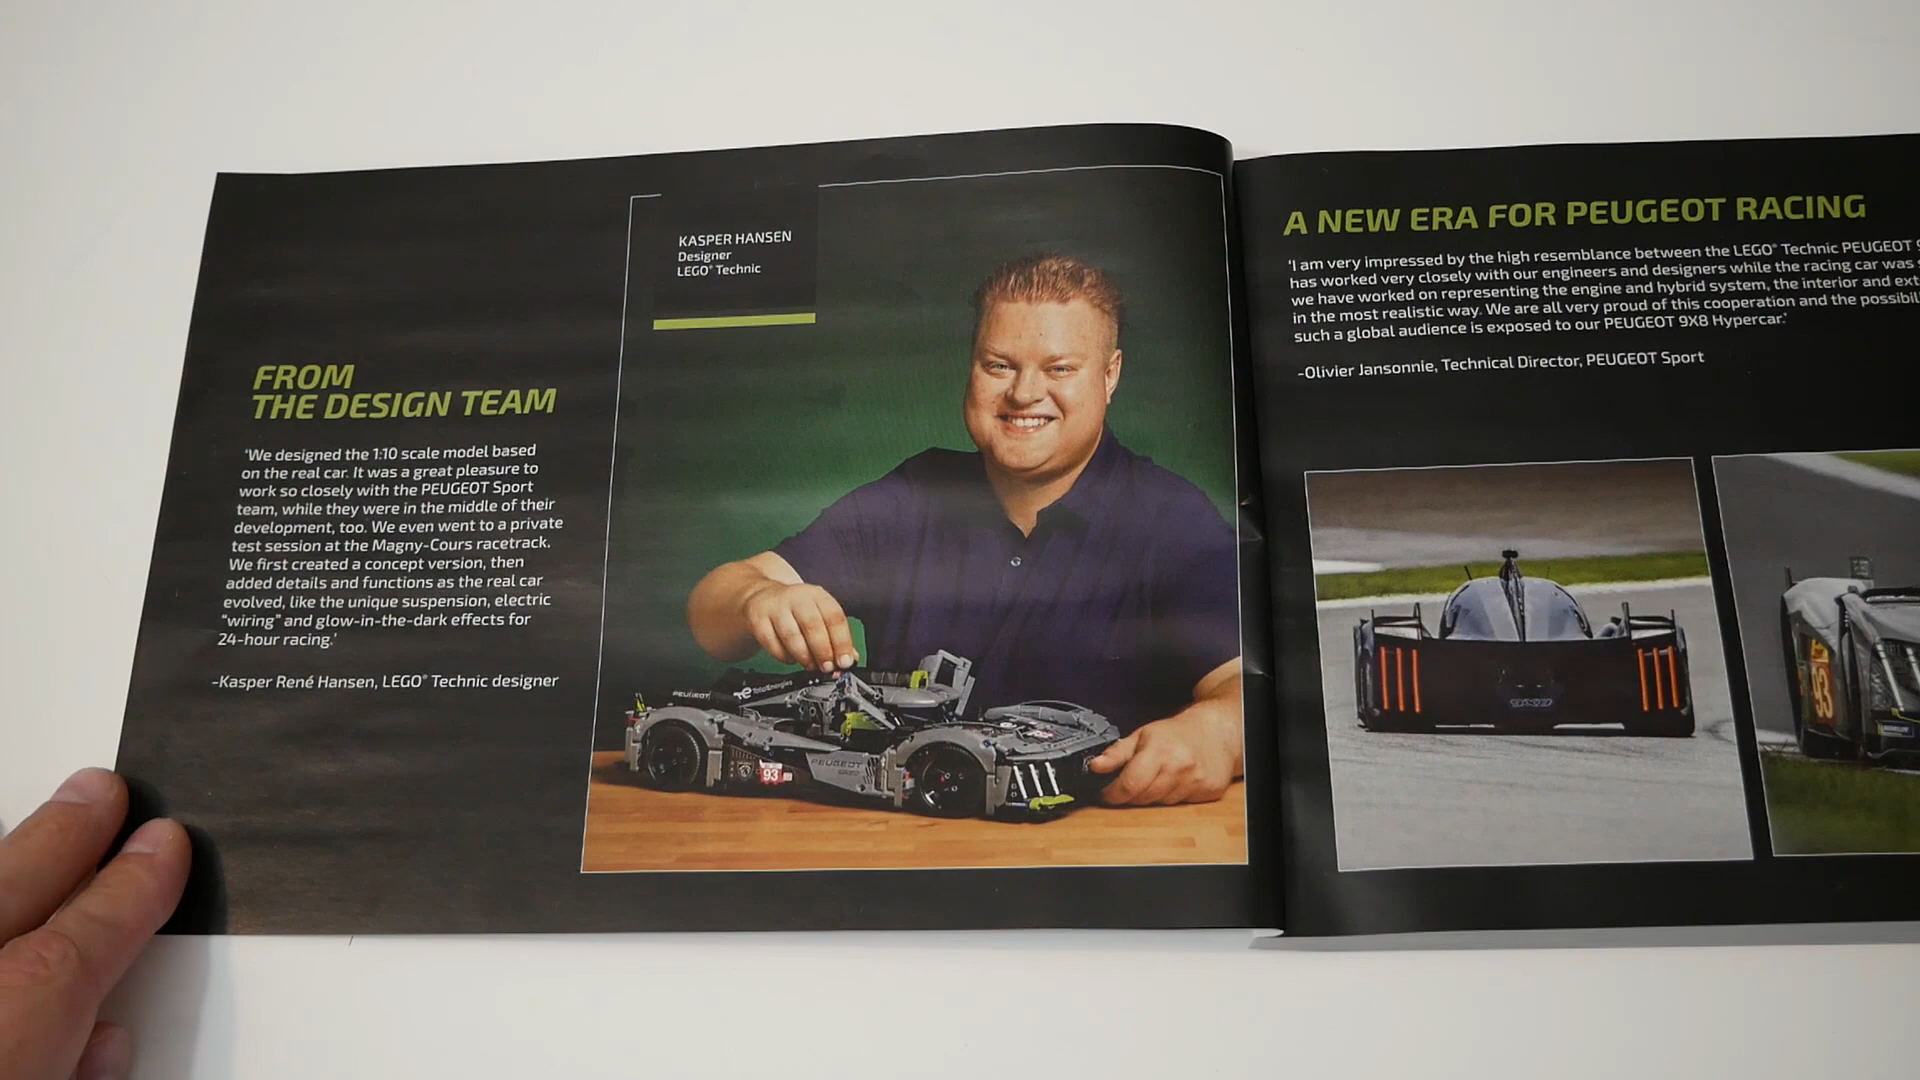 KASPER HANSEN
Designer
LEGO® Technic
FROM
THE DESIGN TEAM
'We designed the 1:10 scale model based
on the real car. It was a great pleasure to
work so closely with the PEUGEOT Sport
team, while they were in the middle of their
development, too. We even went to a private
test session at the Magny-Cours racetrack.
We first created a concept version, then
added details and functions as the real car
evolved, like the unique suspension, electric
"wiring" and glow-in-the-dark effects for
24-hour racing.'
-Kasper René Hansen, LEGO® Technic designer
PEUGEOT
TotalEnergies
93
PEUGEOT
A NEW ERA FOR PEUGEOT RACING
'I am very impressed by the high resemblance between the LEGO® Technic PEUGEOT
has worked very closely with our engineers and designers while the racing car was
we have worked on representing the engine and hybrid system, the interior and
in the most realistic way. We are all very proud of this cooperation and the
such a global audience is exposed to our PEUGEOT 9X8 Hypercar.'
-Olivier Jansonnie, Technical Director, PEUGEOT Sport
9X8
93